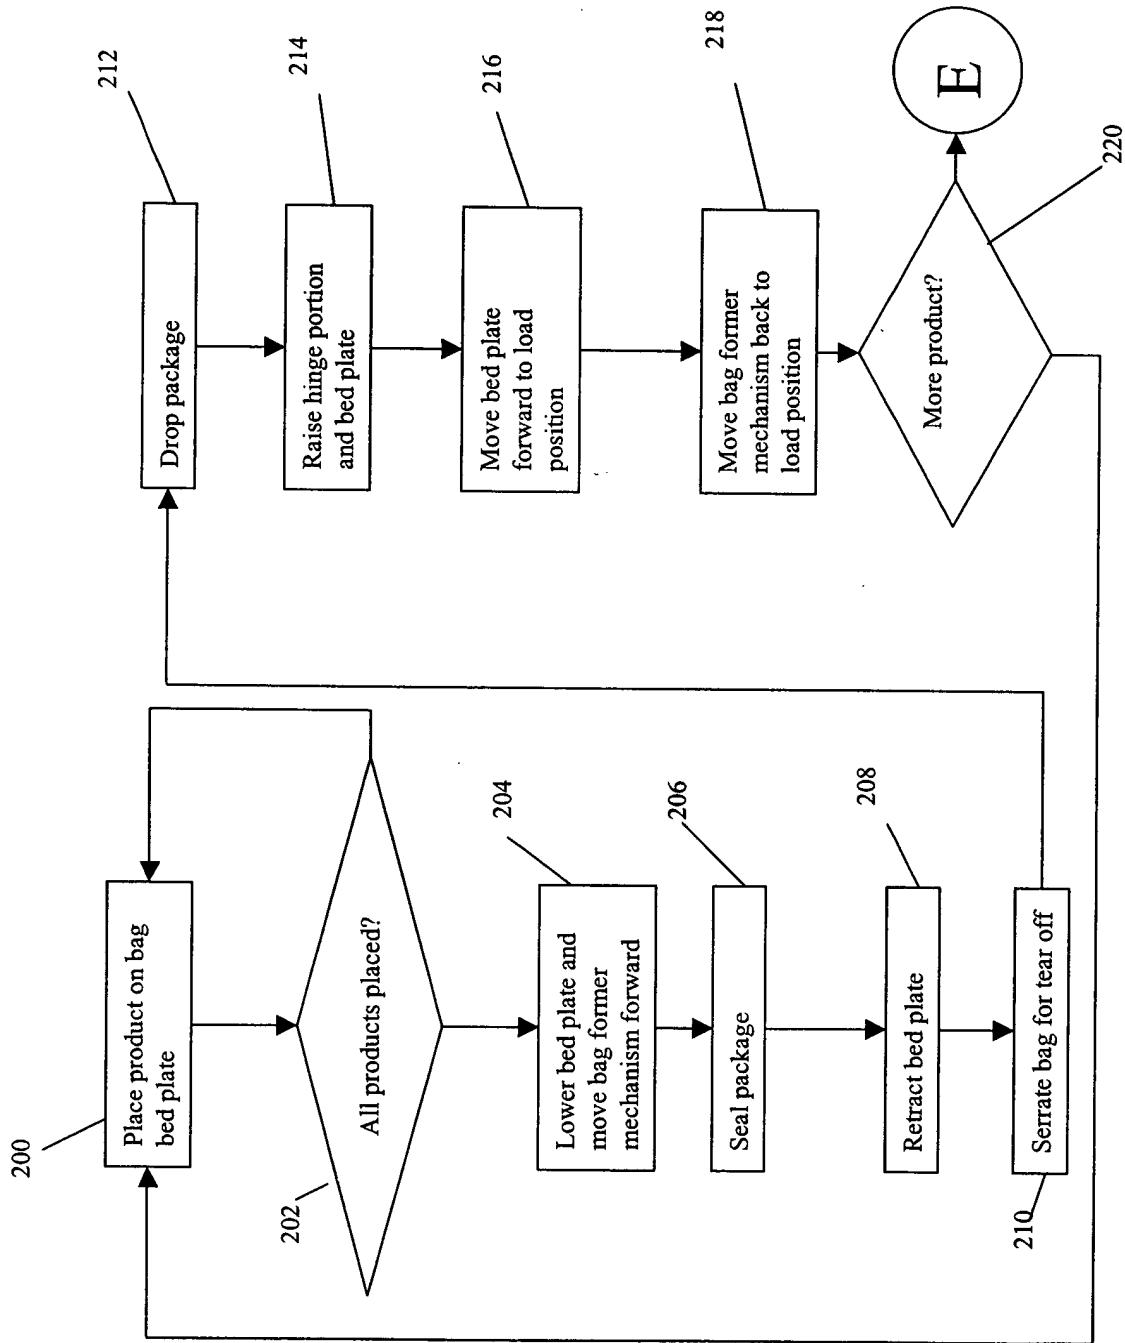 200
Place product on bag
bed plate
202
All products placed?
204
Lower bed plate and
move bag former
mechanism forward
206
Seal package
208
Retract bed plate
210
Serrate bag for tear off
212
Drop package
214
Raise hinge portion
and bed plate
216
Move bed plate
forward to load
position
218
Move bag former
mechanism back to
load position
220
More product?
E